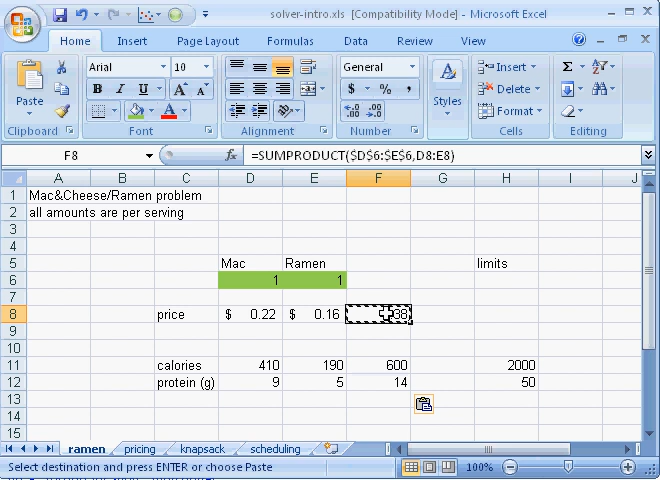 solver-intro.xls [Compatibility Mode] - Microsoft Excel
Home Insert Page Layout Formulas Data Review View
Arial 10 General Insert
B I U $ % , Delete
Paste Styles Format
Clipboard Font Alignment Number Cells Editing
F8 fx =SUMPRODUCT($D$6:$E$6,D8:E8)
A B C D E F G H I J
1 Mac&Cheese/Ramen problem
2 all amounts are per serving
3
4
5 Mac Ramen limits
6 1 1
7
8 price $ 0.22 $ 0.16
9
10
11 calories 410 190 600 2000
12 protein (g) 9 5 14 50
13
14
15
ramen pricing knapsack scheduling
Select destination and press ENTER or choose Paste 100%